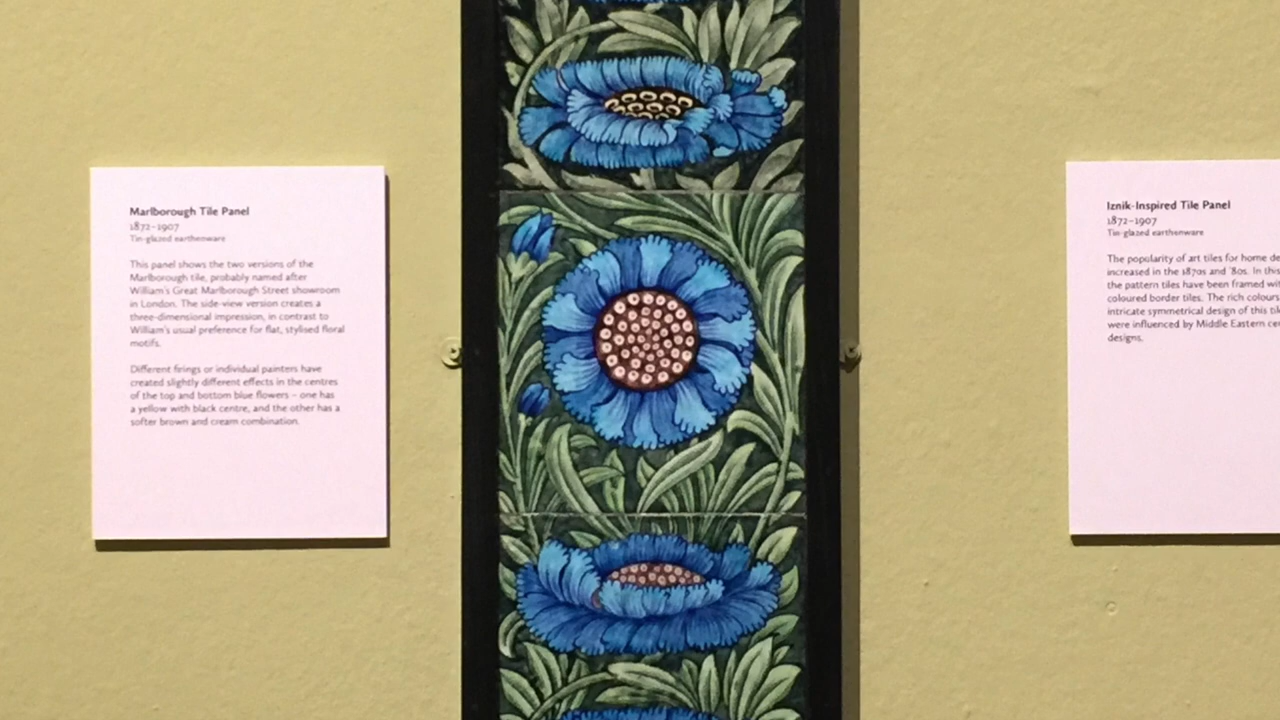 Marlborough Tile Panel
1872–1907
Tin-glazed earthenware
This panel shows the two versions of the
Marlborough tile, probably named after
William's Great Marlborough Street showroom
in London. The side-view version creates a
three-dimensional impression, in contrast to
William's usual preference for flat, stylised floral
motifs.
Different firings or individual painters have
created slightly different effects in the centres
of the top and bottom blue flowers – one has
a yellow with black centre, and the other has a
softer brown and cream combination.
Iznik-Inspired Tile Panel
1872–1907
Tin-glazed earthenware
The popularity of art tiles for home de
increased in the 1870s and '80s. In this
the pattern tiles have been framed wit
coloured border tiles. The rich colour
intricate symmetrical design of this til
were influenced by Middle Eastern ce
designs.